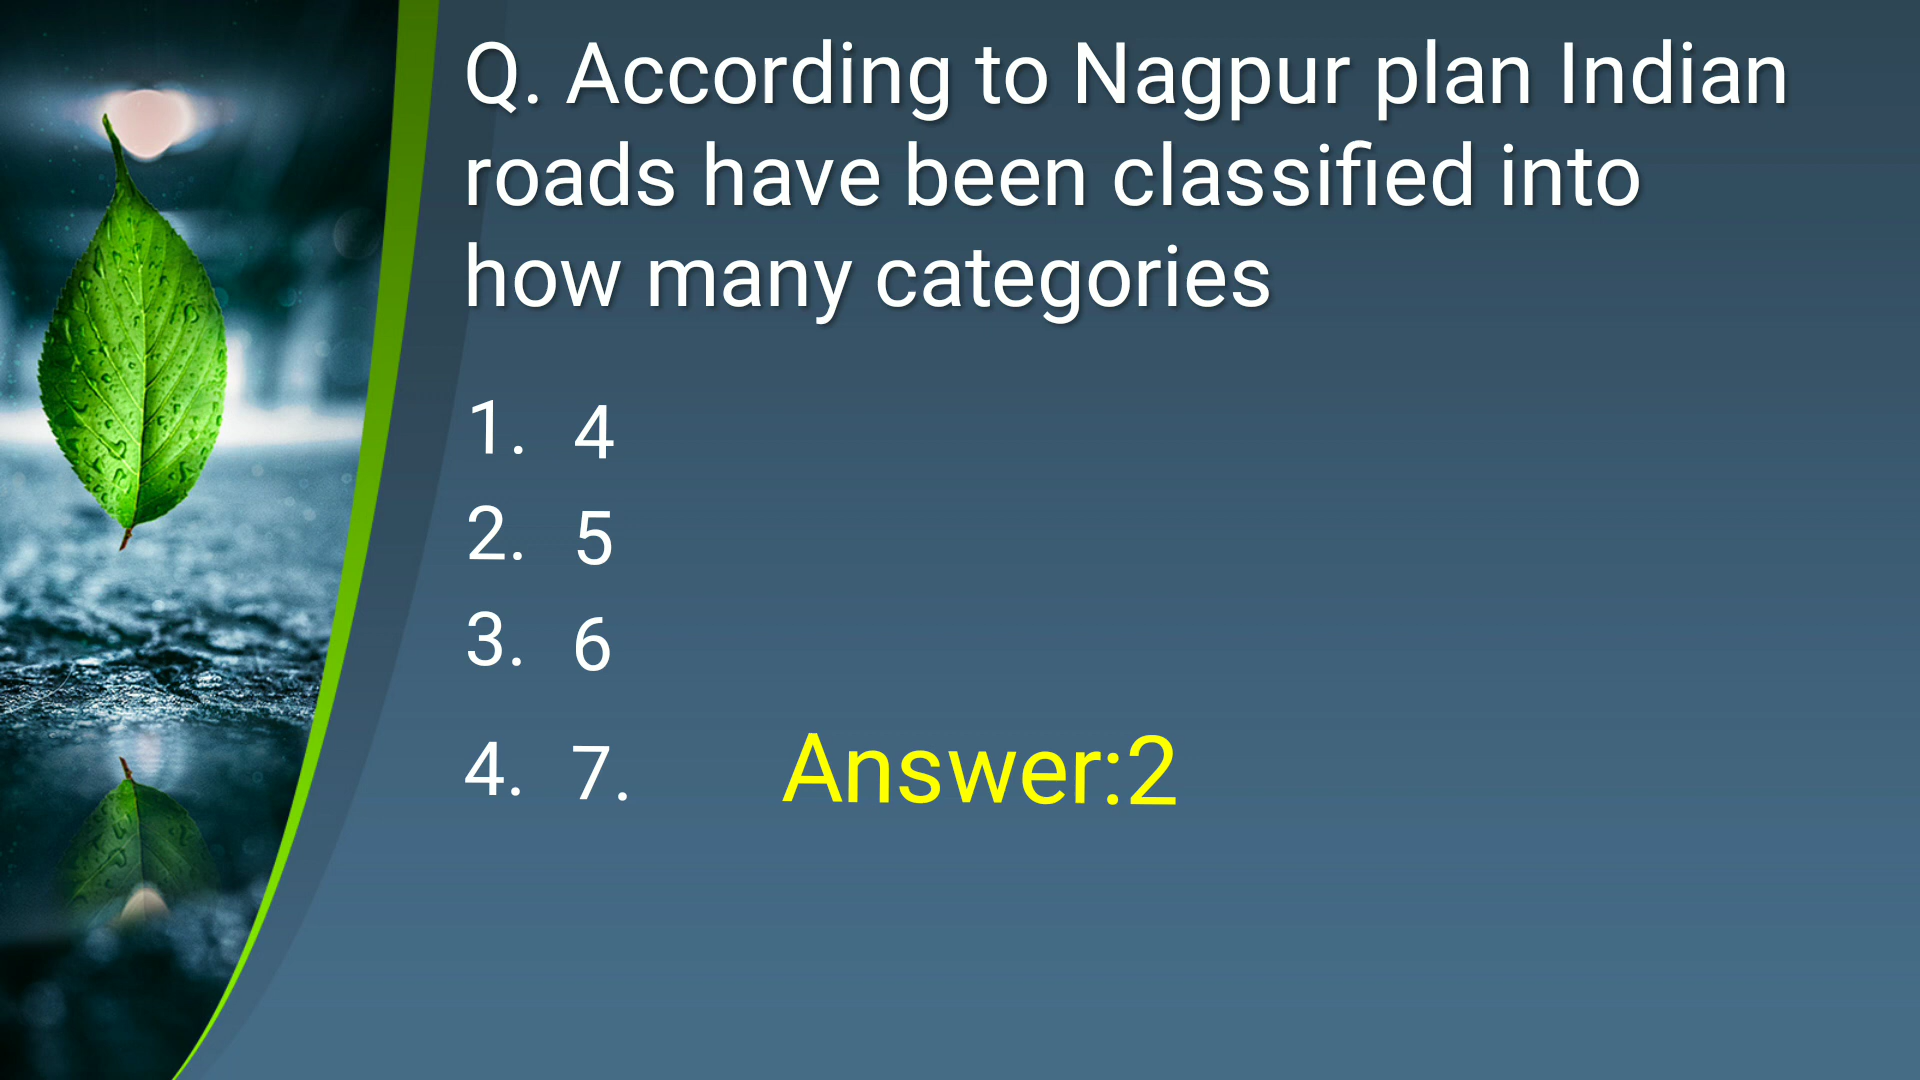 Q. According to Nagpur plan Indian
roads have been classified into
how many categories
1. 4
2. 5
3. 6
4. 7.
Answer:2